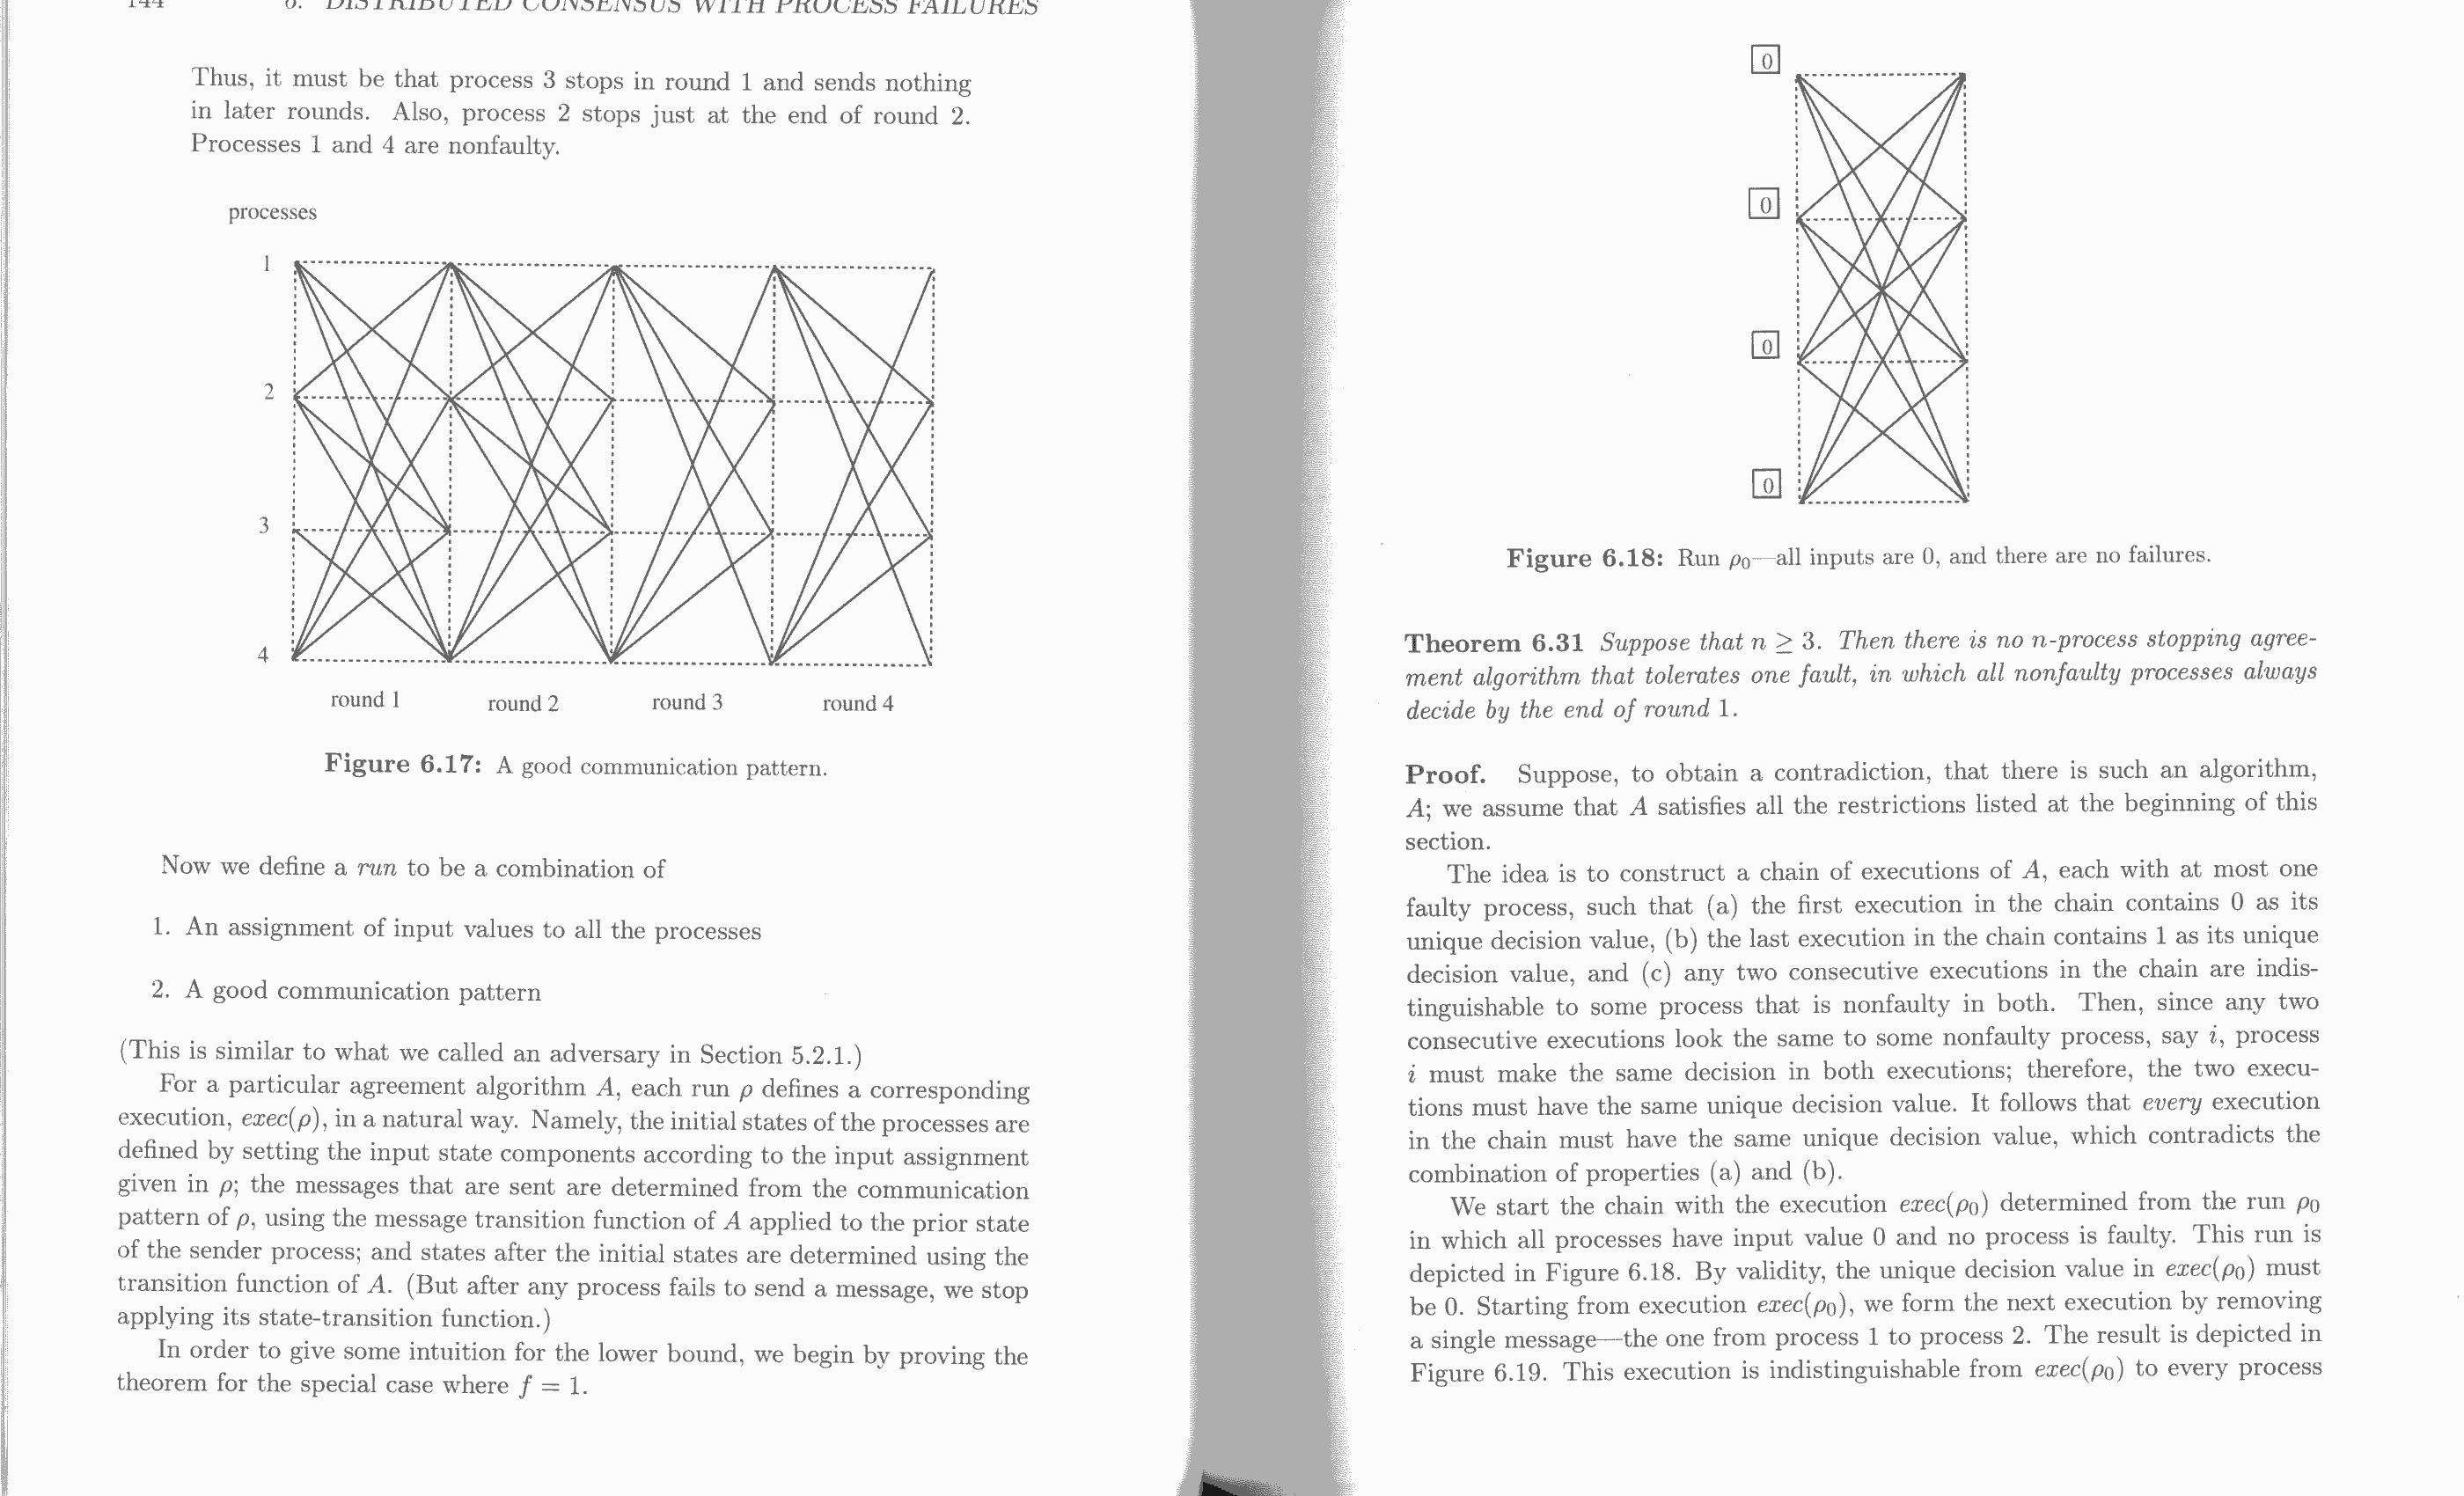 144 6. DISTRIBUTED CONSENSUS WITH PROCESS FAILURES
Thus, it must be that process 3 stops in round 1 and sends nothing
in later rounds. Also, process 2 stops just at the end of round 2.
Processes 1 and 4 are nonfaulty.
processes
1
2
3
4
round 1 round 2 round 3 round 4
Figure 6.17: A good communication pattern.
Now we define a run to be a combination of
1. An assignment of input values to all the processes
2. A good communication pattern
(This is similar to what we called an adversary in Section 5.2.1.)
For a particular agreement algorithm A, each run ρ defines a corresponding
execution, exec(ρ), in a natural way. Namely, the initial states of the processes are
defined by setting the input state components according to the input assignment
given in ρ; the messages that are sent are determined from the communication
pattern of ρ, using the message transition function of A applied to the prior state
of the sender process; and states after the initial states are determined using the
transition function of A. (But after any process fails to send a message, we stop
applying its state-transition function.)
In order to give some intuition for the lower bound, we begin by proving the
theorem for the special case where f = 1.
0
0
0
0
Figure 6.18: Run ρ₀—all inputs are 0, and there are no failures.
Theorem 6.31 Suppose that n ≥ 3. Then there is no n-process stopping agree-
ment algorithm that tolerates one fault, in which all nonfaulty processes always
decide by the end of round 1.
Proof. Suppose, to obtain a contradiction, that there is such an algorithm,
A; we assume that A satisfies all the restrictions listed at the beginning of this
section.
The idea is to construct a chain of executions of A, each with at most one
faulty process, such that (a) the first execution in the chain contains 0 as its
unique decision value, (b) the last execution in the chain contains 1 as its unique
decision value, and (c) any two consecutive executions in the chain are indis-
tinguishable to some process that is nonfaulty in both. Then, since any two
consecutive executions look the same to some nonfaulty process, say i, process
i must make the same decision in both executions; therefore, the two execu-
tions must have the same unique decision value. It follows that every execution
in the chain must have the same unique decision value, which contradicts the
combination of properties (a) and (b).
We start the chain with the execution exec(ρ₀) determined from the run ρ₀
in which all processes have input value 0 and no process is faulty. This run is
depicted in Figure 6.18. By validity, the unique decision value in exec(ρ₀) must
be 0. Starting from execution exec(ρ₀), we form the next execution by removing
a single message—the one from process 1 to process 2. The result is depicted in
Figure 6.19. This execution is indistinguishable from exec(ρ₀) to every process